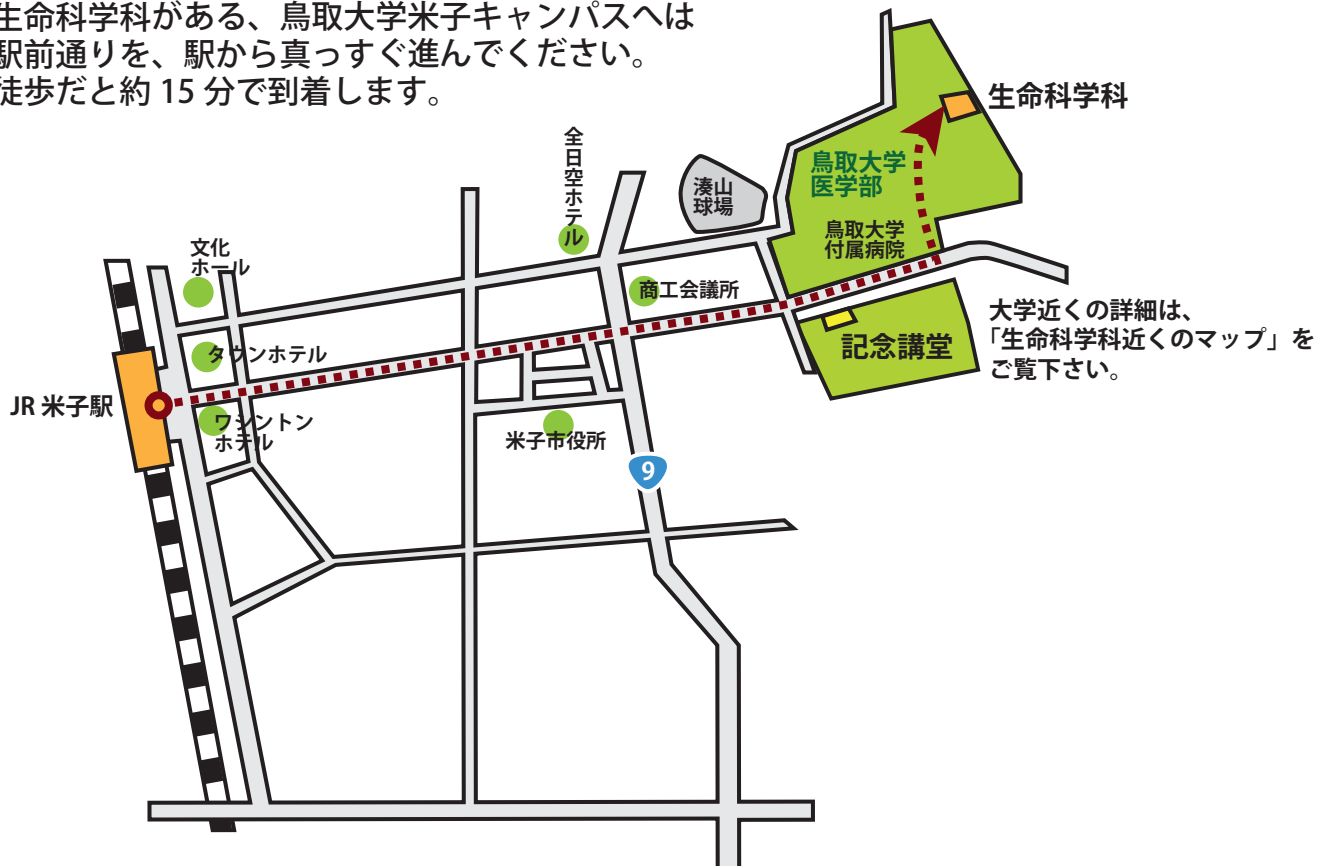 生命科学科がある、鳥取大学米子キャンパスへは
駅前通りを、駅から真っすぐ進んでください。
徒歩だと約 15 分で到着します。
生命科学科
全日空ホテル
鳥取大学
医学部
湊山
球場
鳥取大学
付属病院
文化
ホール
商工会議所
大学近くの詳細は、
「生命科学科近くのマップ」を
ご覧下さい。
記念講堂
タウンホテル
JR 米子駅
ワシントン
ホテル
米子市役所
9